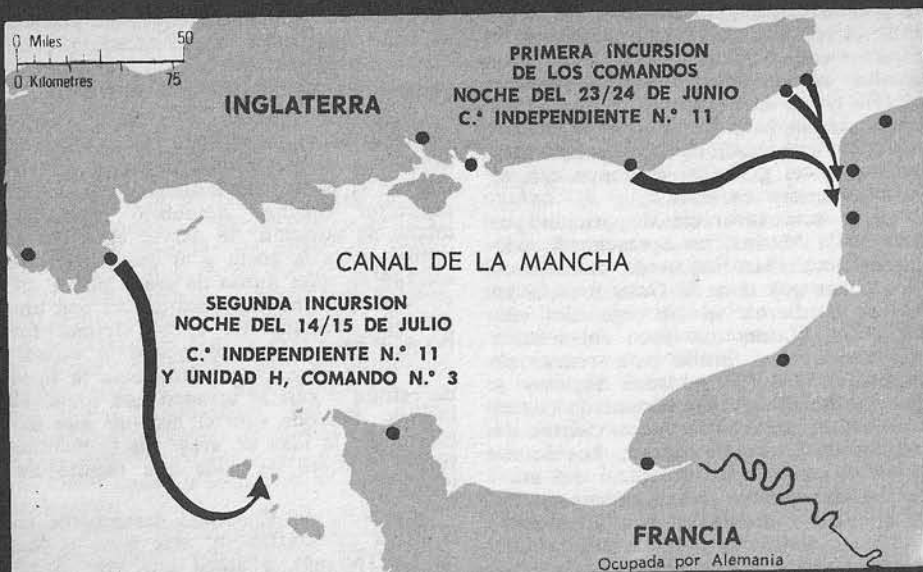 0 Miles 50
0 Kilometres 75
INGLATERRA
PRIMERA INCURSION
DE LOS COMANDOS
NOCHE DEL 23/24 DE JUNIO
C.ª INDEPENDIENTE N.º 11
CANAL DE LA MANCHA
SEGUNDA INCURSION
NOCHE DEL 14/15 DE JULIO
C.ª INDEPENDIENTE N.º 11
Y UNIDAD H, COMANDO N.º 3
FRANCIA
Ocupada por Alemania